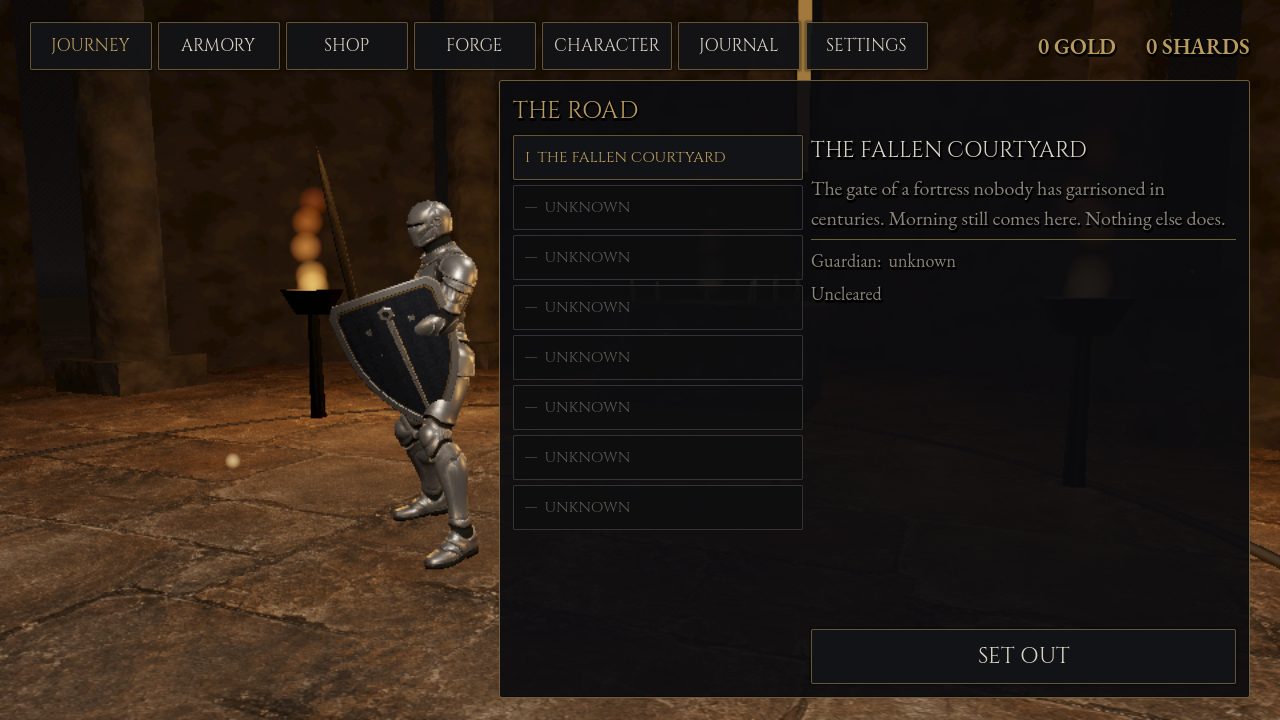 JOURNEY
ARMORY
SHOP
FORGE
CHARACTER
JOURNAL
SETTINGS
0 GOLD
0 SHARDS
THE ROAD
I THE FALLEN COURTYARD
— UNKNOWN
— UNKNOWN
— UNKNOWN
— UNKNOWN
— UNKNOWN
— UNKNOWN
— UNKNOWN
THE FALLEN COURTYARD
The gate of a fortress nobody has garrisoned in
centuries. Morning still comes here. Nothing else does.
Guardian: unknown
Uncleared
SET OUT